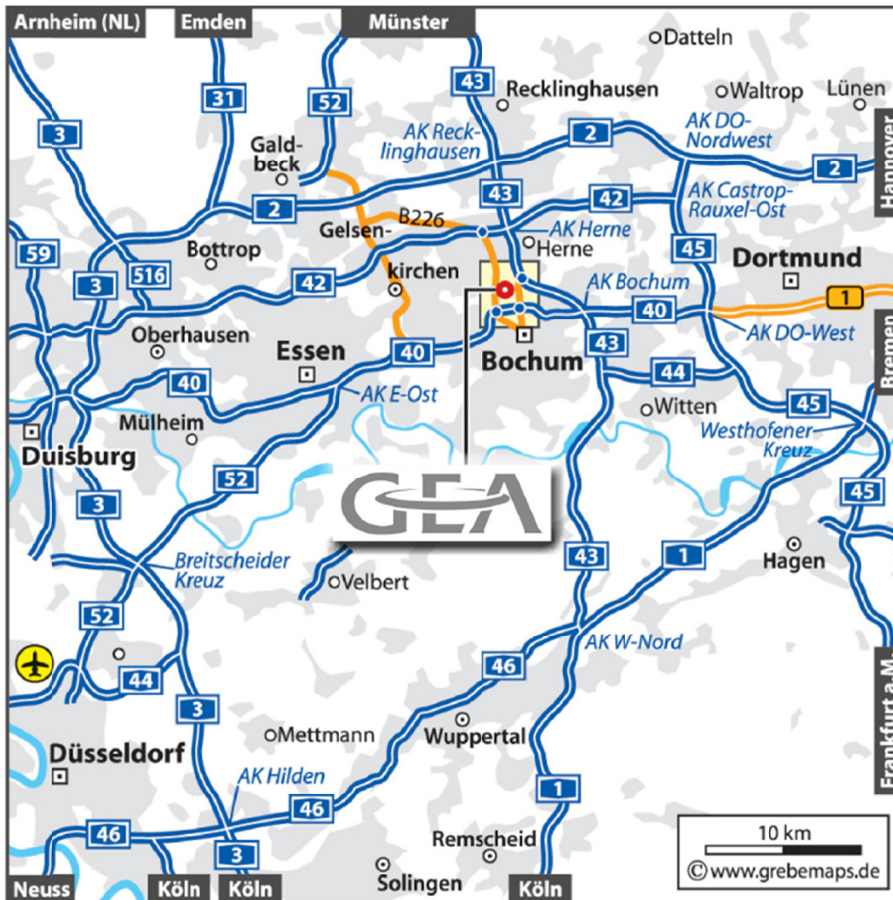 Arnheim (NL)
Emden
Münster
Datteln
43
Recklinghausen
Waltrop
Lünen
31
52
3
AK Reck-
linghausen
2
AK DO-
Nordwest
Hannover
Gald-
beck
2
43
42
AK Castrop-
Rauxel-Ost
2
B226
Gelsen-
AK Herne
Herne
59
Bottrop
45
Dortmund
516
kirchen
3
42
AK Bochum
1
40
Oberhausen
AK DO-West
Bremen
Essen
40
Bochum
43
40
AK E-Ost
44
Witten
45
Mülheim
Westhofener
Kreuz
Duisburg
52
45
3
GEA
Hagen
43
1
Breitscheider
Kreuz
Velbert
52
AK W-Nord
46
44
Frankfurt a.M.
3
Mettmann
Wuppertal
Düsseldorf
AK Hilden
1
46
46
10 km
Remscheid
3
© www.grebemaps.de
Solingen
Neuss
Köln
Köln
Köln